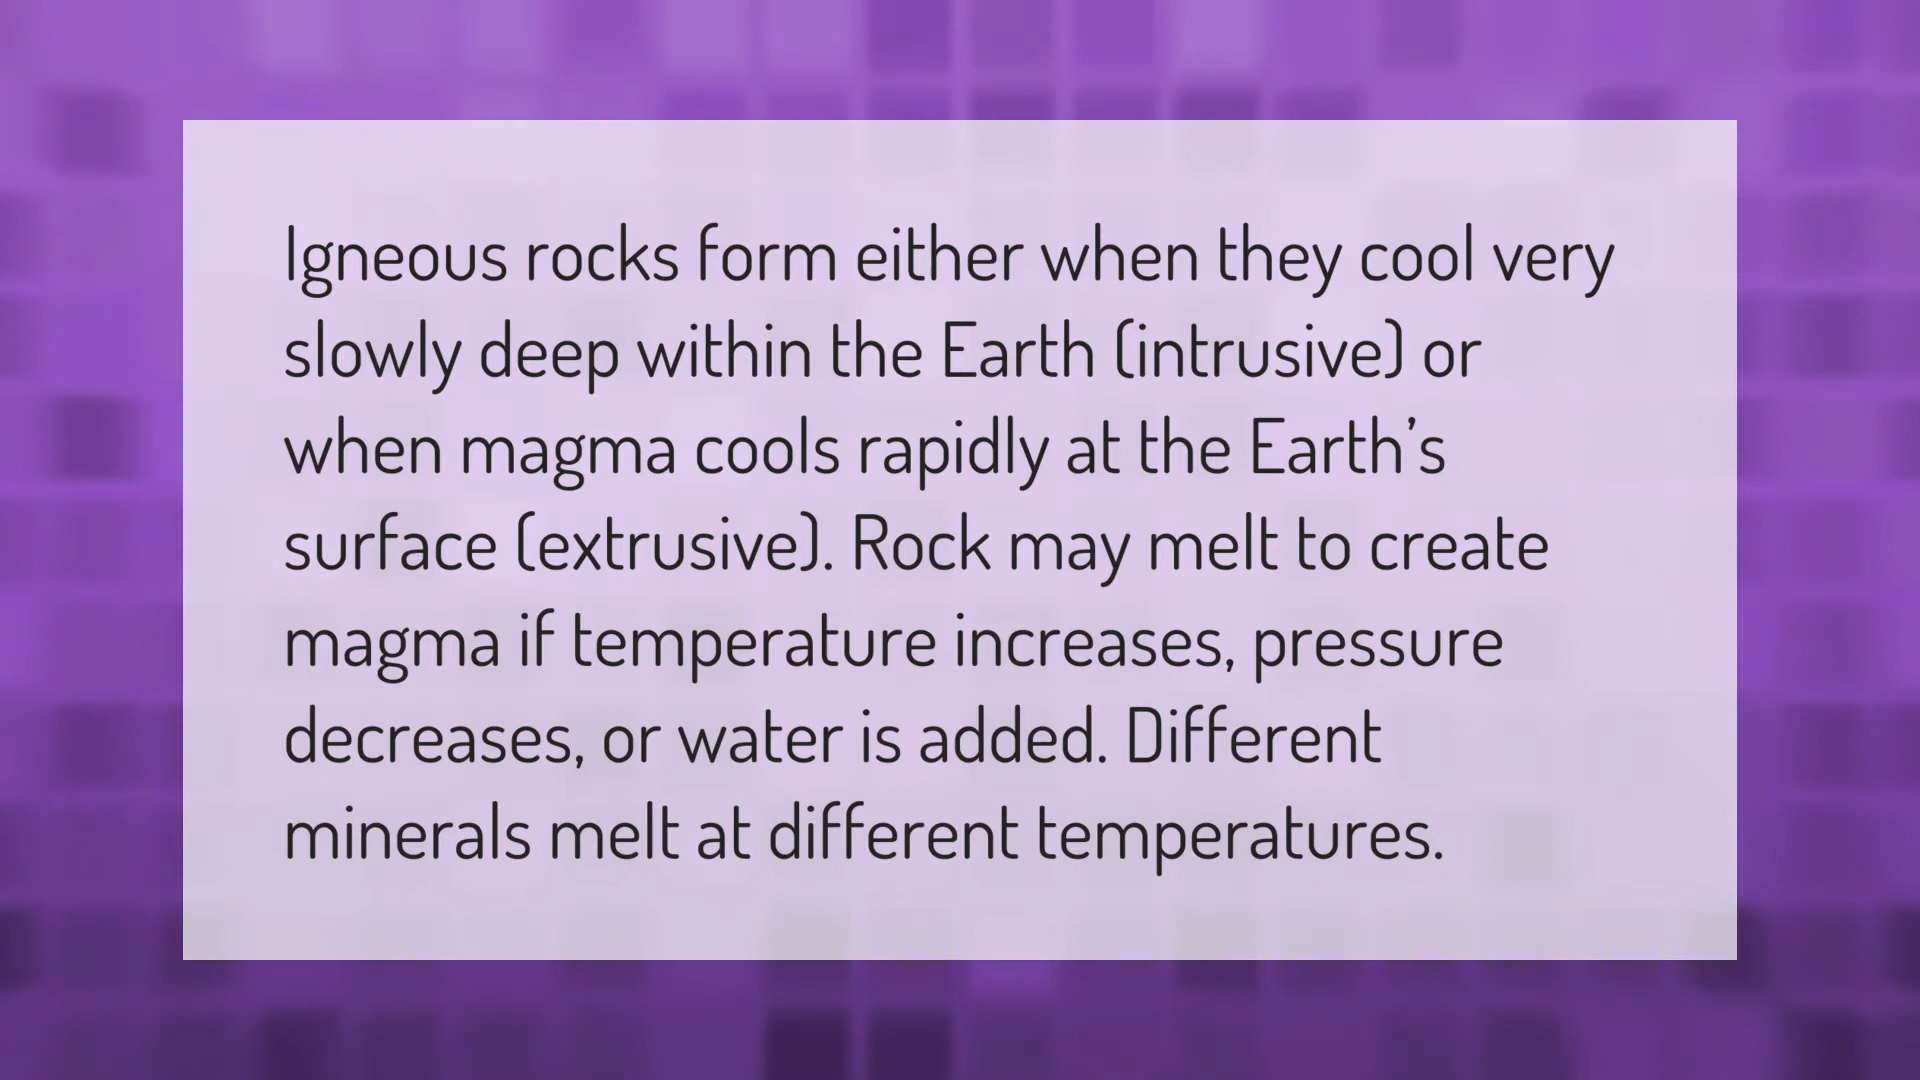 Igneous rocks form either when they cool very
slowly deep within the Earth (intrusive) or
when magma cools rapidly at the Earth’s
surface (extrusive). Rock may melt to create
magma if temperature increases, pressure
decreases, or water is added. Different
minerals melt at different temperatures.